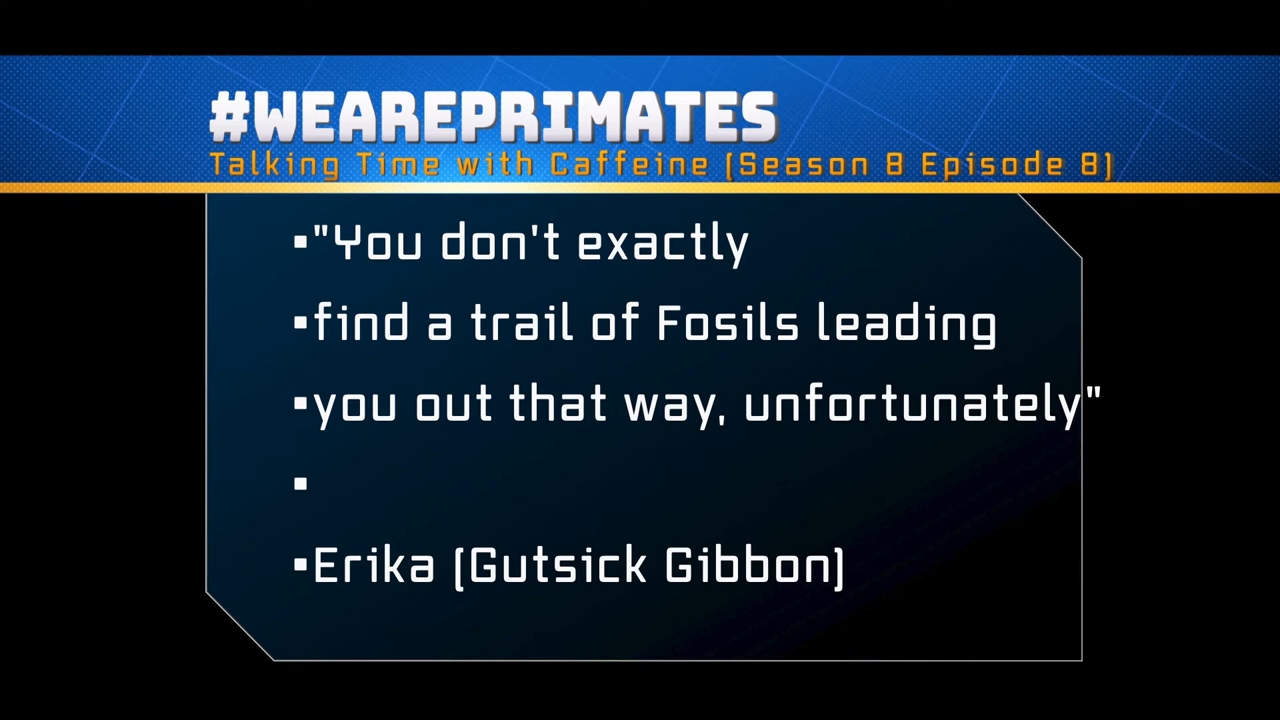 #WEAREPRIMATES
Talking Time with Caffeine (Season 8 Episode 8)
▪"You don't exactly
▪find a trail of Fosils leading
▪you out that way, unfortunately"
▪
▪Erika (Gutsick Gibbon)